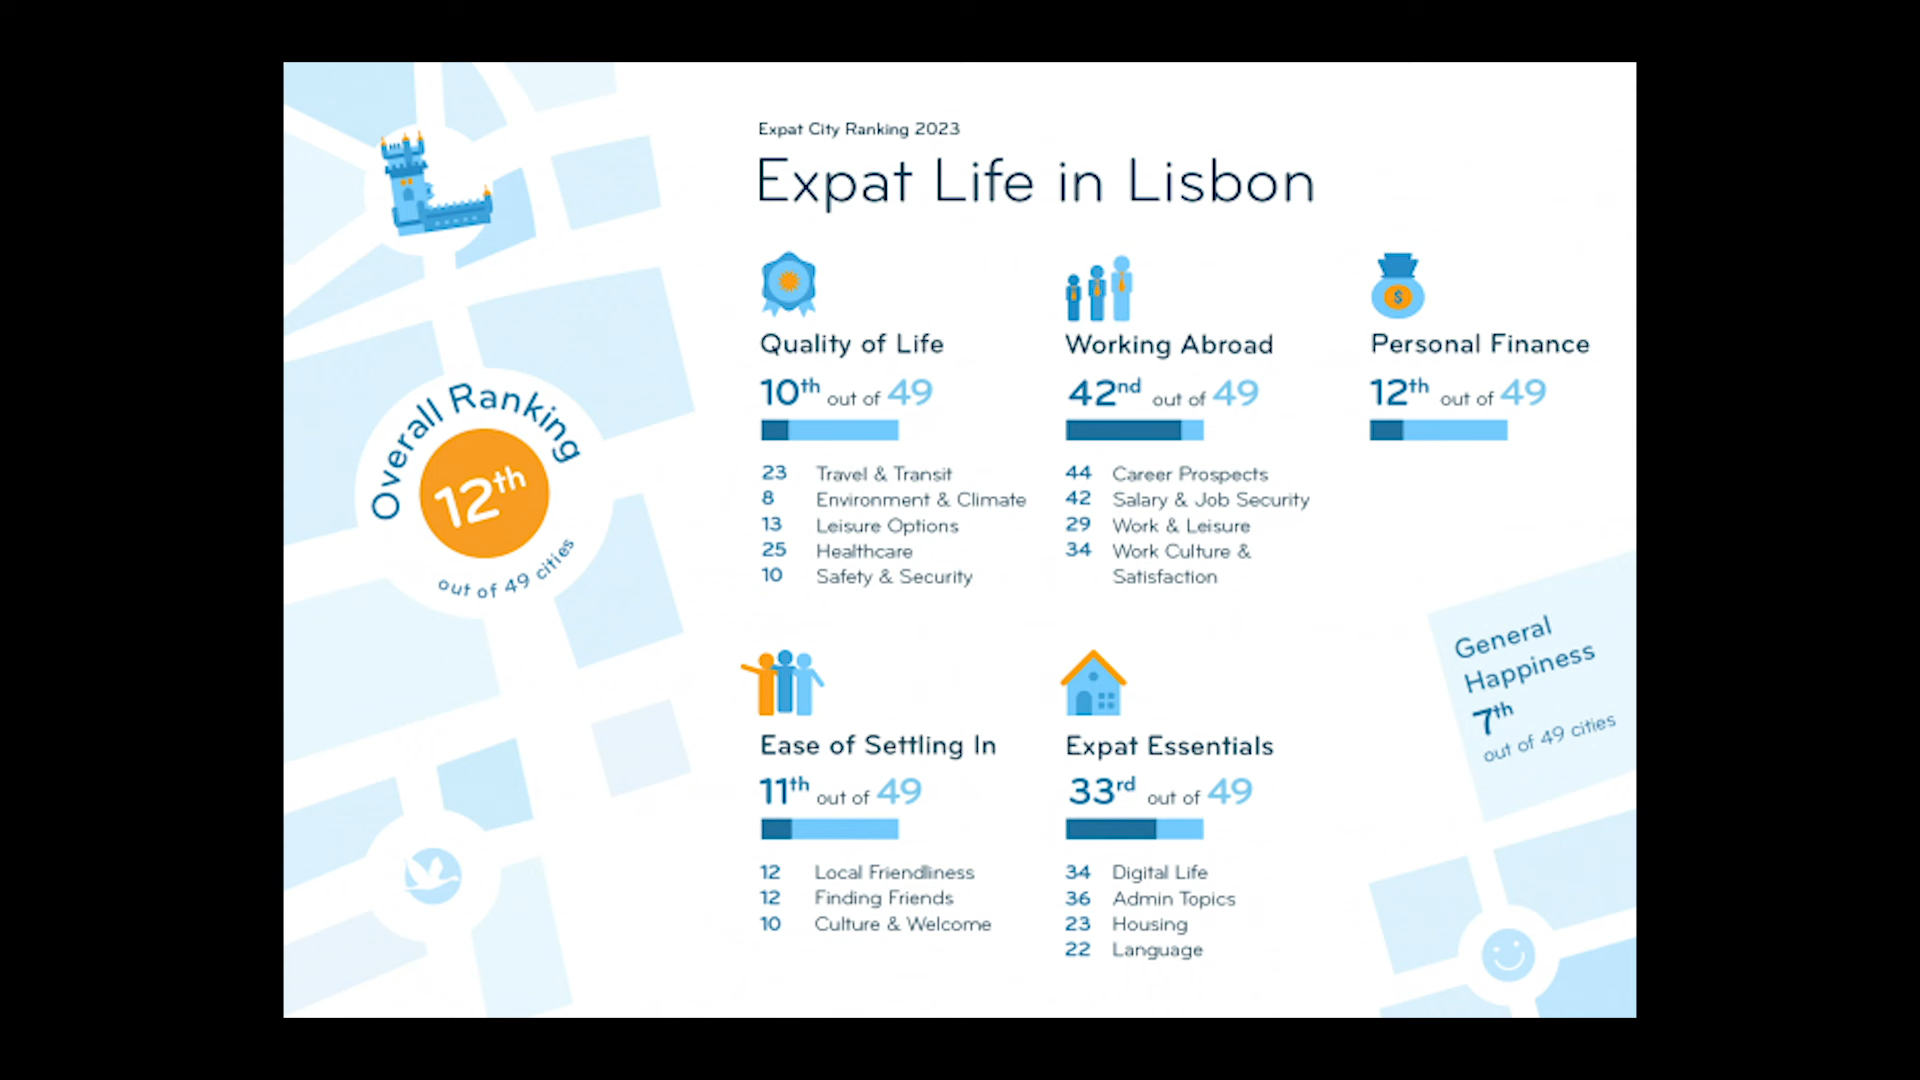 Expat City Ranking 2023
Expat Life in Lisbon
Overall Ranking
12th
out of 49 cities
Quality of Life
10th out of 49
23 Travel & Transit
8 Environment & Climate
13 Leisure Options
25 Healthcare
10 Safety & Security
Working Abroad
42nd out of 49
44 Career Prospects
42 Salary & Job Security
29 Work & Leisure
34 Work Culture &
Satisfaction
$
Personal Finance
12th out of 49
Ease of Settling In
11th out of 49
12 Local Friendliness
12 Finding Friends
10 Culture & Welcome
Expat Essentials
33rd out of 49
34 Digital Life
36 Admin Topics
23 Housing
22 Language
General
Happiness
7th
out of 49 cities